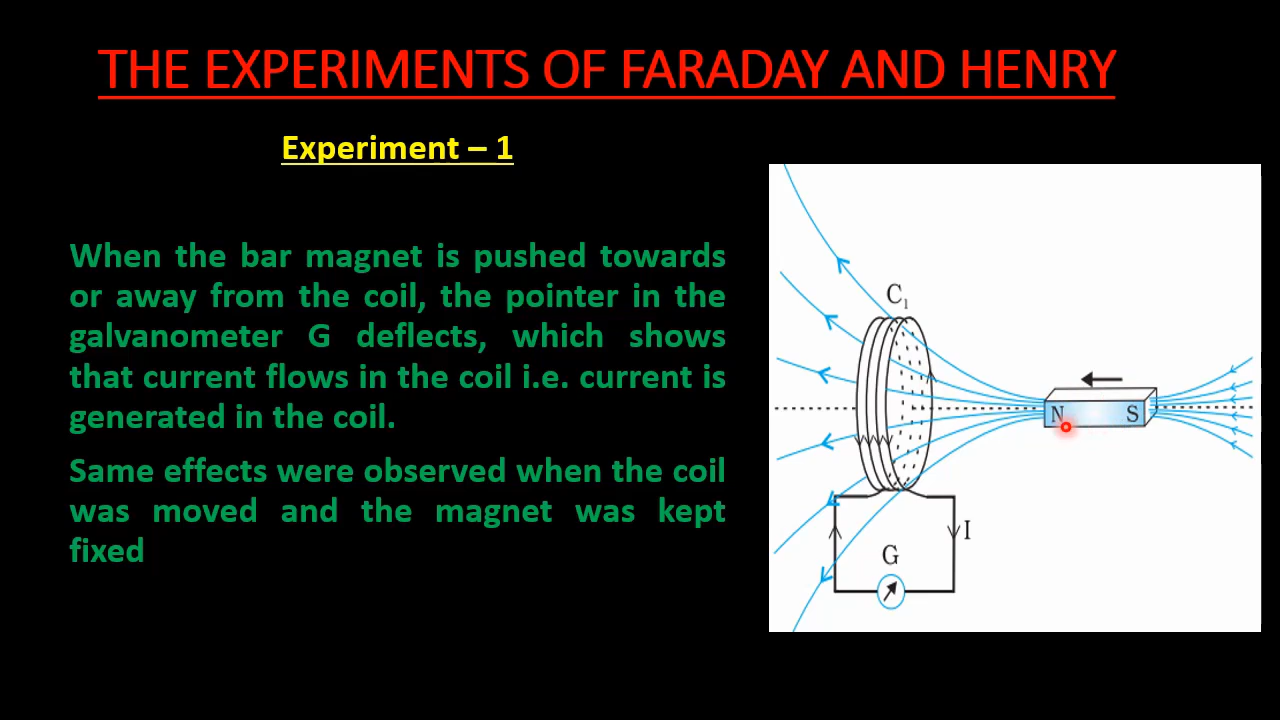 THE EXPERIMENTS OF FARADAY AND HENRY
Experiment – 1
When the bar magnet is pushed towards
or away from the coil, the pointer in the
galvanometer G deflects, which shows
that current flows in the coil i.e. current is
generated in the coil.
Same effects were observed when the coil
was moved and the magnet was kept
fixed
C₁
N S
I
G